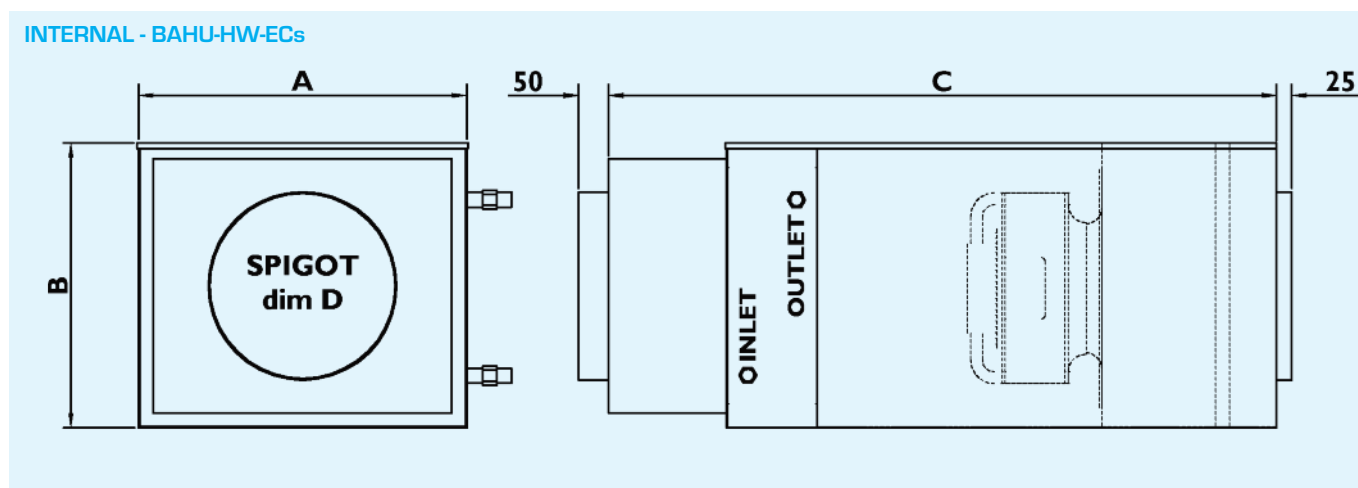 INTERNAL - BAHU-HW-ECs
A
50
C
25
B
SPIGOT
dim D
INLET
OUTLET